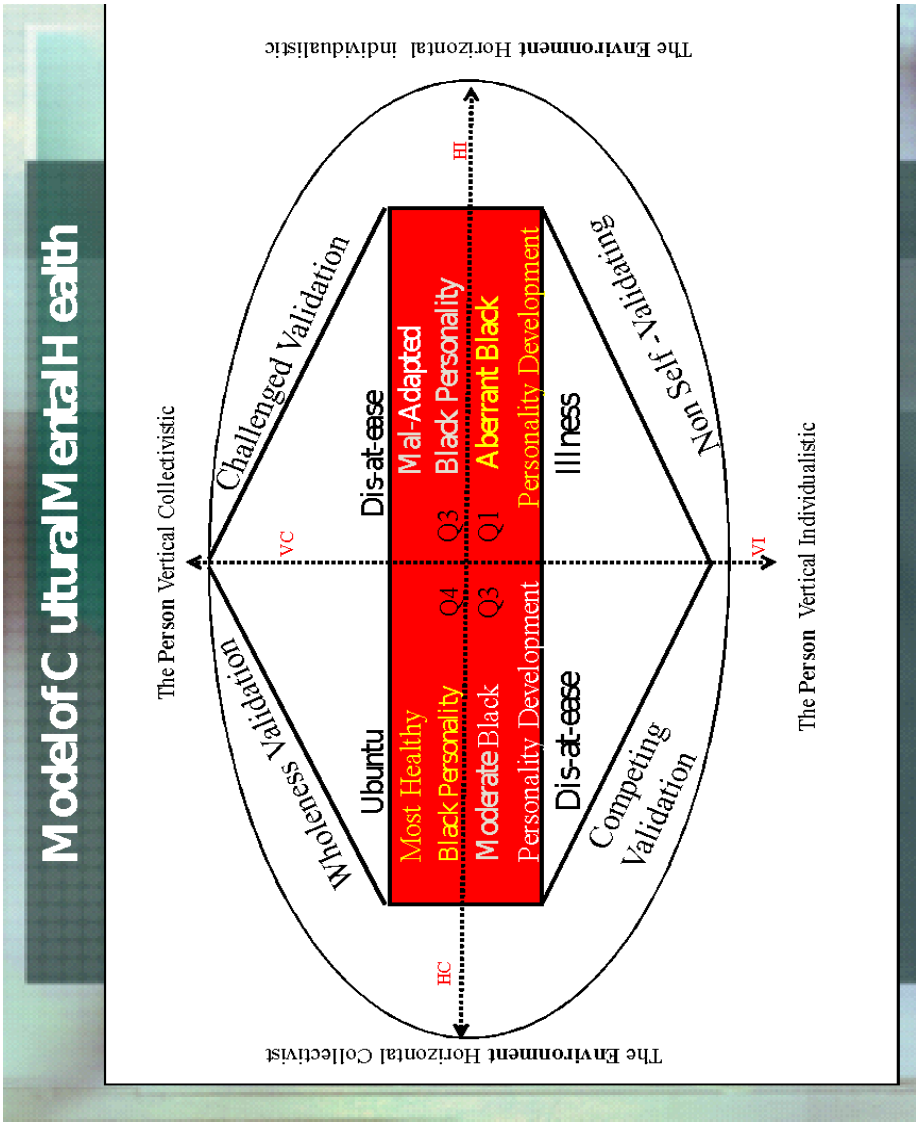 Model of Cultural Mental Health
The Person Vertical Collectivistic
Wholeness Validation
Challenged Validation
VC
Ubuntu
Dis-at-ease
Most Healthy
Black Personality
Q4
Q3
Mal-Adapted
Black Personality
The Environment Horizontal Collectivist
HC
HI
The Environment Horizontal individualistic
Moderate Black
Personality Development
Q3
Q1
Aberrant Black
Personality Development
Dis-at-ease
Illness
Competing
Validation
Non Self -Validating
VI
The Person Vertical Individualistic